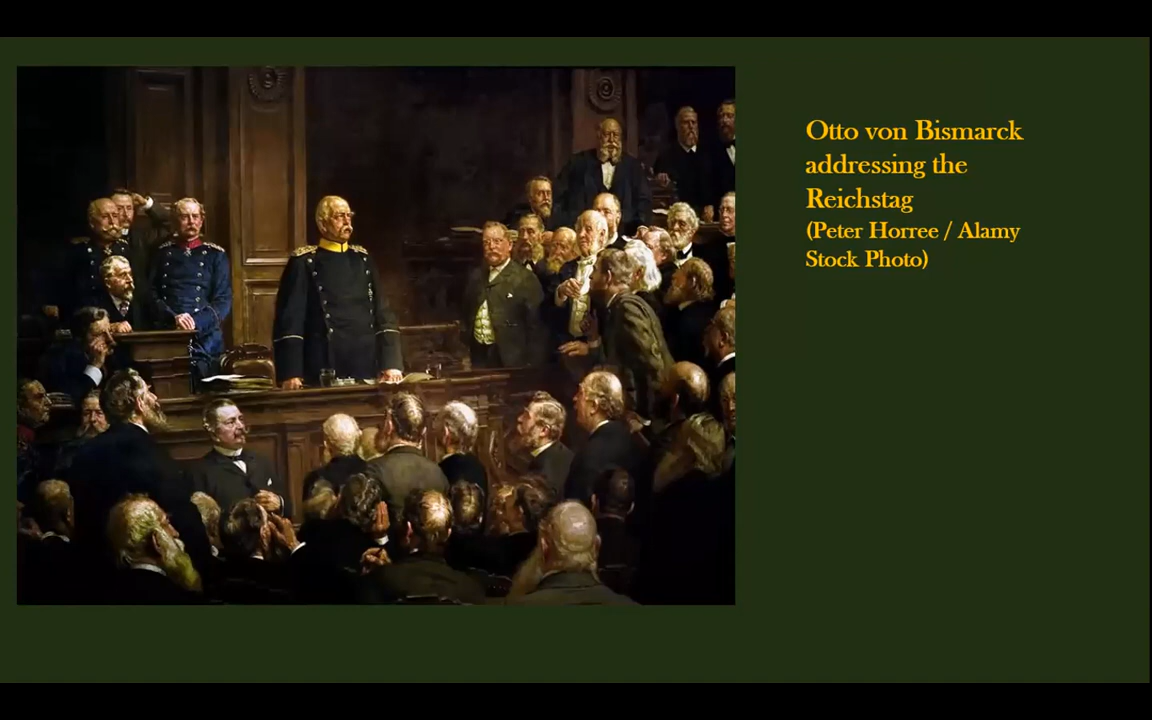 Otto von Bismarck
addressing the
Reichstag
(Peter Horree / Alamy
Stock Photo)